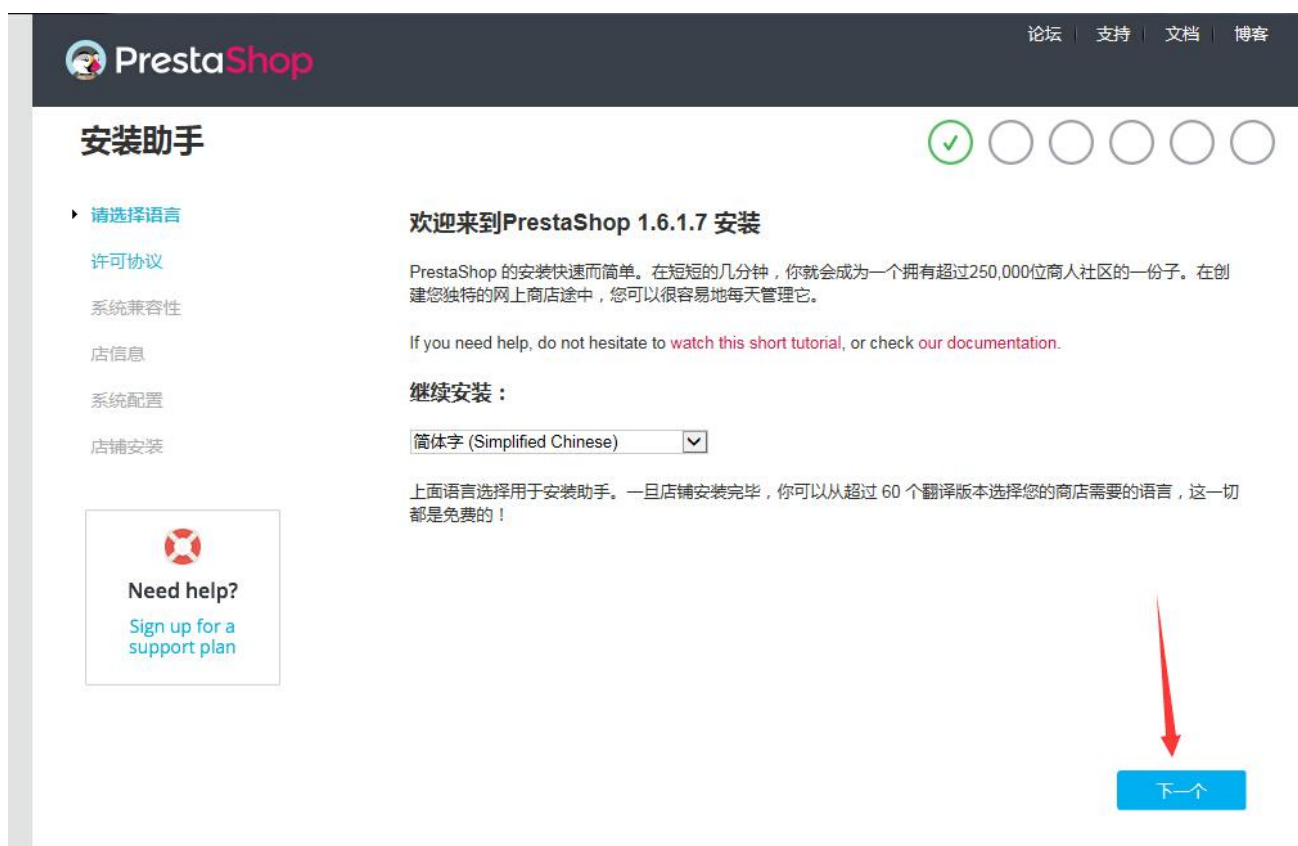 PrestaShop
论坛 支持 文档 博客
安装助手
请选择语言
许可协议
系统兼容性
店信息
系统配置
店铺安装
Need help?
Sign up for a
support plan
欢迎来到PrestaShop 1.6.1.7 安装
PrestaShop 的安装快速而简单。在短短的几分钟，你就会成为一个拥有超过250,000位商人社区的一份子。在创
建您独特的网上商店途中，您可以很容易地每天管理它。
If you need help, do not hesitate to watch this short tutorial, or check our documentation.
继续安装：
简体字 (Simplified Chinese)
上面语言选择用于安装助手。一旦店铺安装完毕，你可以从超过 60 个翻译版本选择您的商店需要的语言，这一切
都是免费的！
下一个